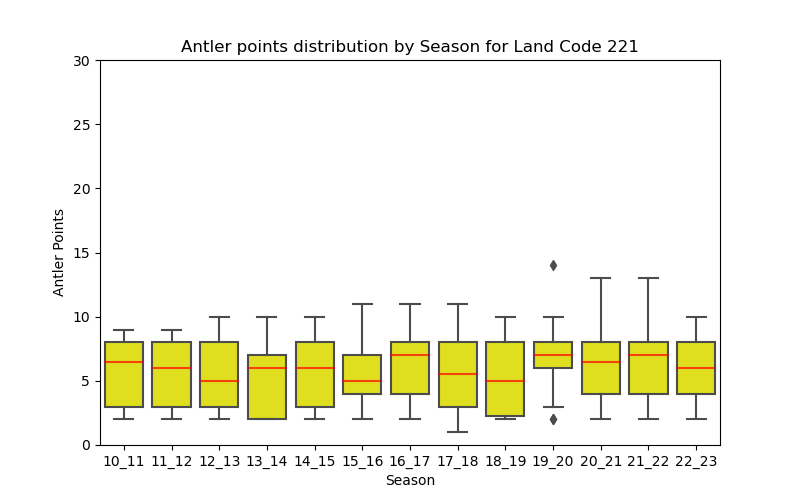 Antler points distribution by Season for Land Code 221
30
25
20
15
10
5
0
Antler Points
10_11 11_12 12_13 13_14 14_15 15_16 16_17 17_18 18_19 19_20 20_21 21_22 22_23
Season